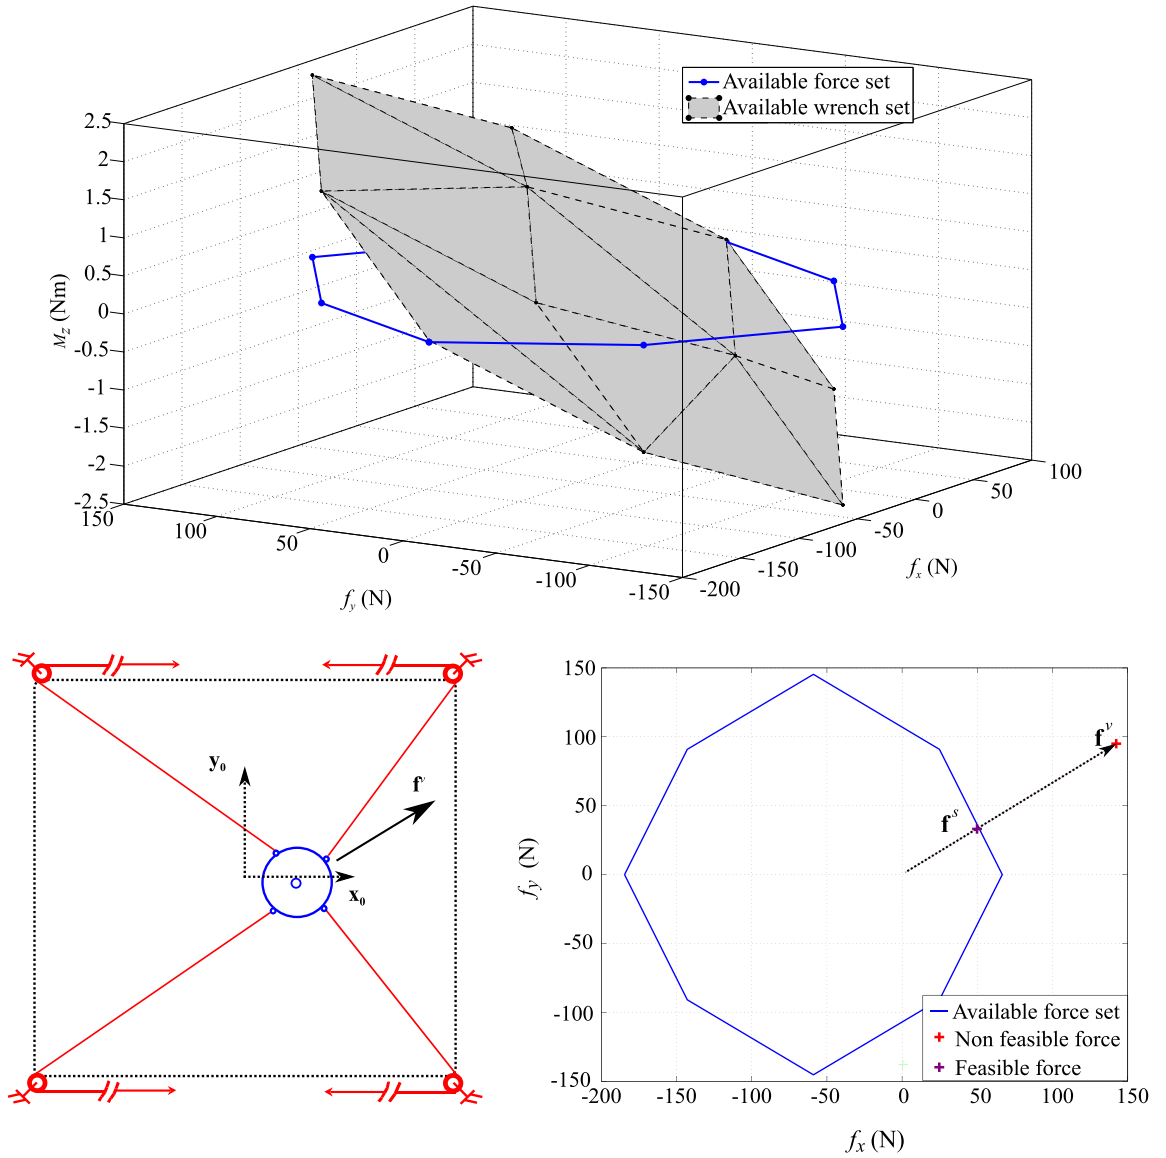 Available force set
Available wrench set
2.5
2
1.5
1
0.5
0
-0.5
-1
-1.5
-2
-2.5
M_z (Nm)
150
100
50
0
-50
-100
-150
f_y (N)
-200
-150
-100
-50
0
50
100
f_x (N)
y₀
x₀
fᵛ
150
100
50
0
-50
-100
-150
f_y (N)
fᵛ
fˢ
Available force set
Non feasible force
Feasible force
-200
-150
-100
-50
0
50
100
150
f_x (N)